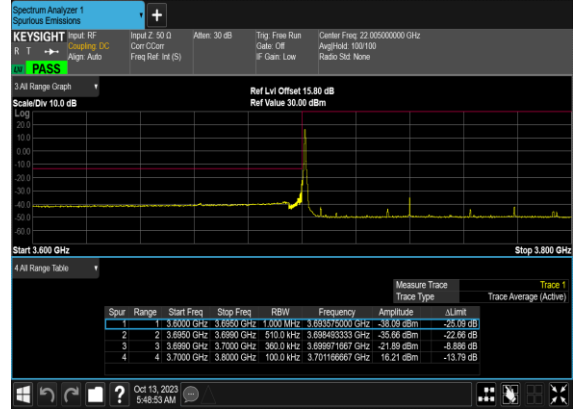 Spectrum Analyzer 1
Spurious Emissions
+
KEYSIGHT Input: RF Input Z: 50 Ω Atten: 30 dB Trig: Free Run Center Freq: 22.005000000 GHz
R T Coupling: DC Corr CCorr Gate: Off Avg|Hold: 100/100
Align: Auto Freq Ref: Int (S) IF Gain: Low Radio Std: None
PASS
3 All Range Graph
Ref Lvl Offset 15.80 dB
Scale/Div 10.0 dB Ref Value 30.00 dBm
Log
20.0
10.0
0.00
-10.0
-20.0
-30.0
-40.0
-50.0
-60.0
Start 3.600 GHz Stop 3.800 GHz
4 All Range Table
Measure Trace Trace 1
Trace Type Trace Average (Active)
Spur Range Start Freq Stop Freq RBW Frequency Amplitude ΔLimit
1 1 3.6000 GHz 3.6950 GHz 1.000 MHz 3.693575000 GHz -38.09 dBm -25.09 dB
2 2 3.6950 GHz 3.6990 GHz 510.0 kHz 3.698493333 GHz -35.66 dBm -22.66 dB
3 3 3.6990 GHz 3.7000 GHz 360.0 kHz 3.699971667 GHz -21.89 dBm -8.886 dB
4 4 3.7000 GHz 3.8000 GHz 100.0 kHz 3.701166667 GHz 16.21 dBm -13.79 dB
? Oct 13, 2023
5:48:53 AM